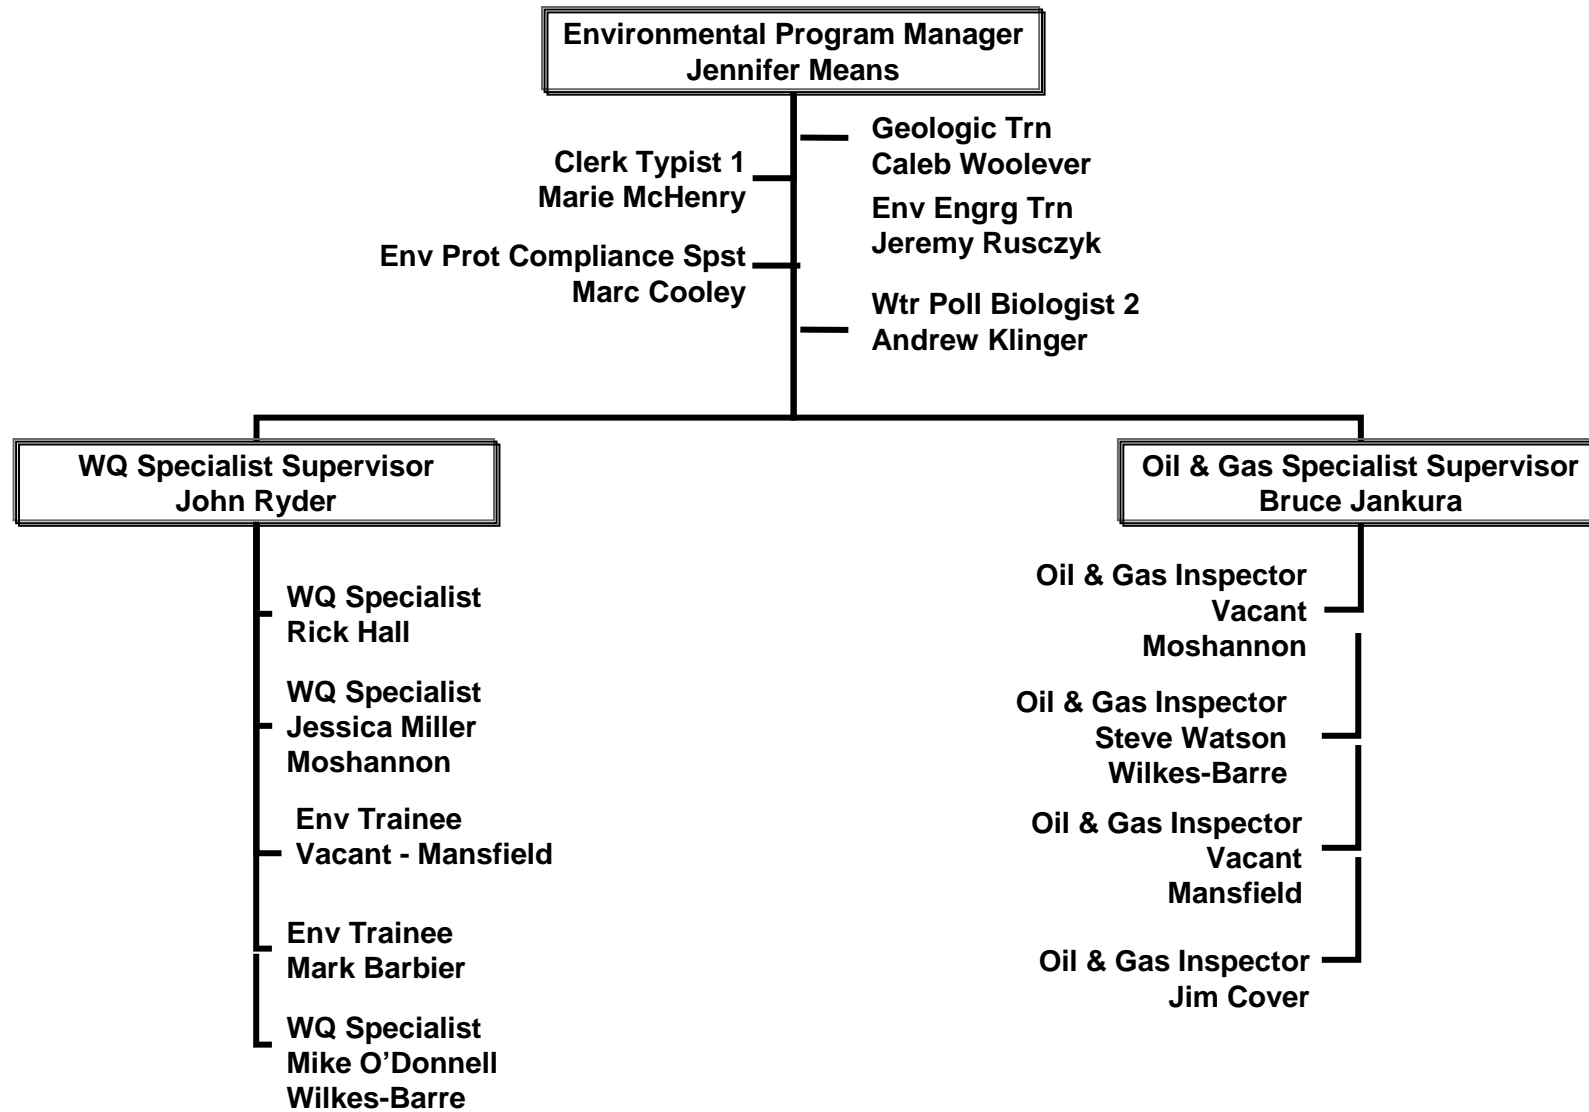 Environmental Program Manager
Jennifer Means
Geologic Trn
Caleb Woolever
Clerk Typist 1
Marie McHenry
Env Engrg Trn
Jeremy Rusczyk
Env Prot Compliance Spst
Marc Cooley
Wtr Poll Biologist 2
Andrew Klinger
WQ Specialist Supervisor
John Ryder
WQ Specialist
Rick Hall
WQ Specialist
Jessica Miller
Moshannon
Env Trainee
Vacant - Mansfield
Env Trainee
Mark Barbier
WQ Specialist
Mike O’Donnell
Wilkes-Barre
Oil & Gas Specialist Supervisor
Bruce Jankura
Oil & Gas Inspector
Vacant
Moshannon
Oil & Gas Inspector
Steve Watson
Wilkes-Barre
Oil & Gas Inspector
Vacant
Mansfield
Oil & Gas Inspector
Jim Cover